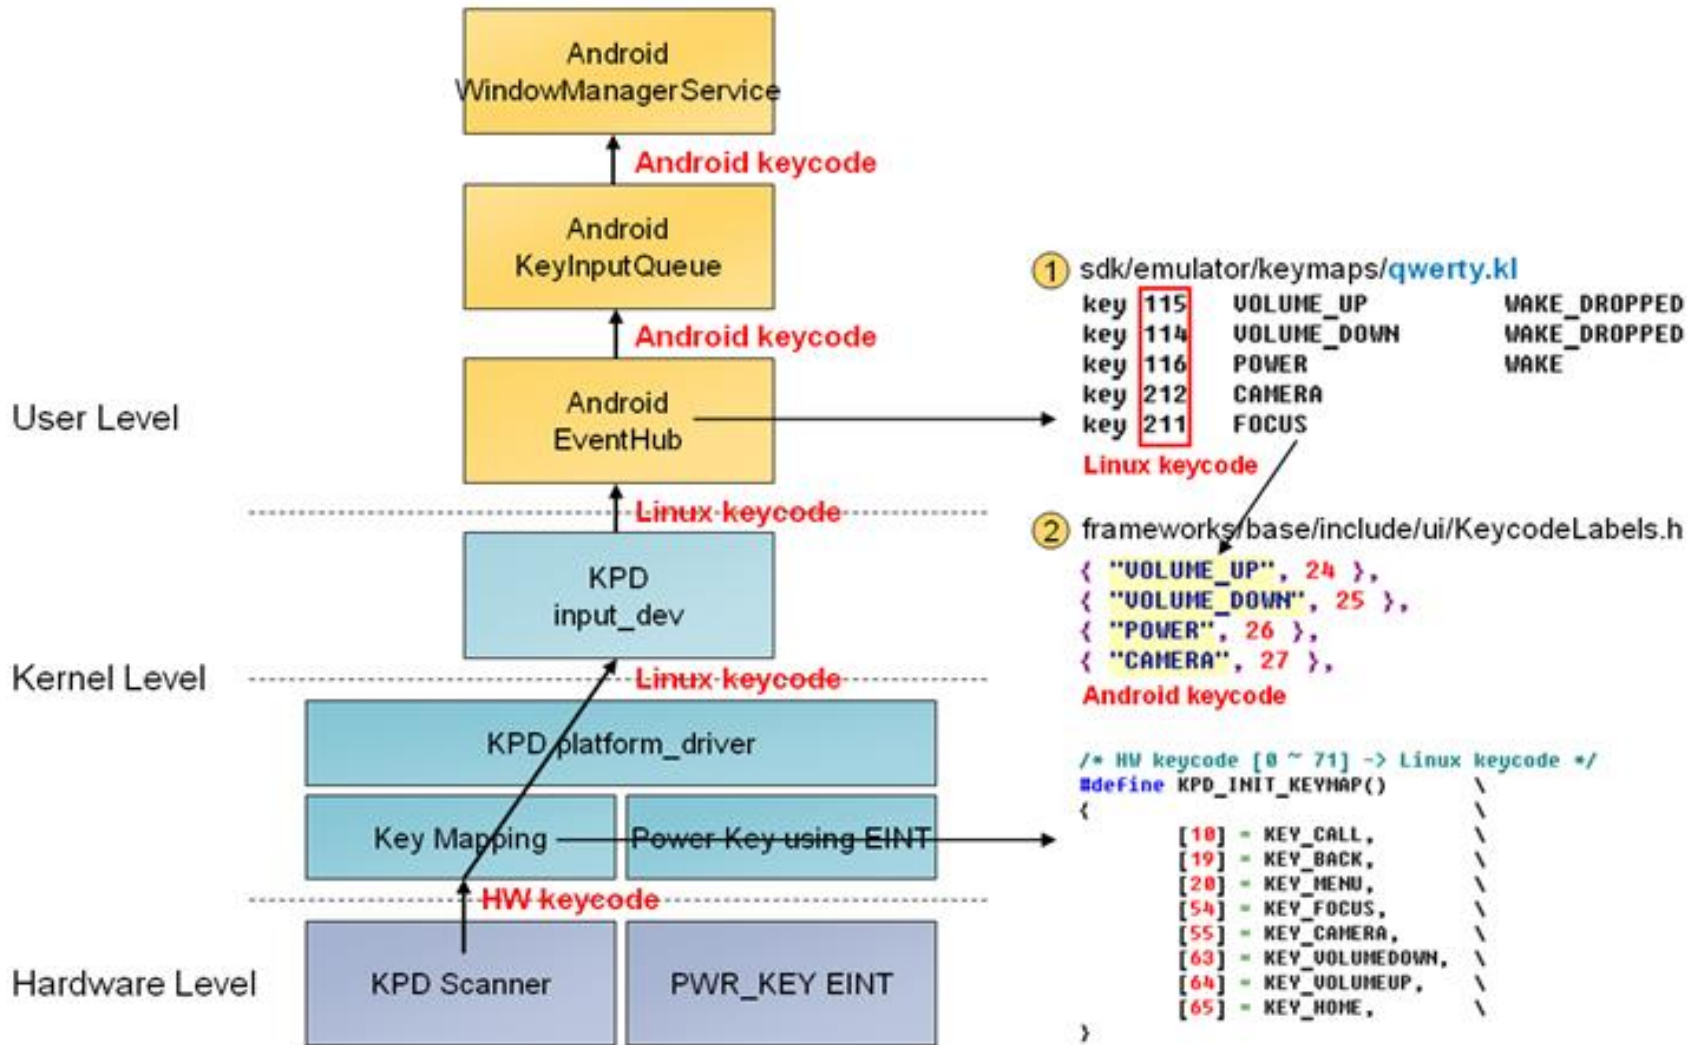 Android
WindowManagerService
Android keycode
Android
KeyInputQueue
Android keycode
Android
EventHub
User Level
Linux keycode
KPD
input_dev
Kernel Level
Linux keycode
KPD platform_driver
Key Mapping
Power Key using EINT
HW keycode
Hardware Level
KPD Scanner
PWR_KEY EINT
1 sdk/emulator/keymaps/qwerty.kl
key 115 VOLUME_UP WAKE_DROPPED
key 114 VOLUME_DOWN WAKE_DROPPED
key 116 POWER WAKE
key 212 CAMERA
key 211 FOCUS
Linux keycode
2 frameworks/base/include/ui/KeycodeLabels.h
{ "VOLUME_UP", 24 },
{ "VOLUME_DOWN", 25 },
{ "POWER", 26 },
{ "CAMERA", 27 },
Android keycode
/* HW keycode [0 ~ 71] -> Linux keycode */
#define KPD_INIT_KEYMAP() \
{ \
[10] = KEY_CALL, \
[19] = KEY_BACK, \
[20] = KEY_MENU, \
[54] = KEY_FOCUS, \
[55] = KEY_CAMERA, \
[63] = KEY_VOLUMEDOWN, \
[64] = KEY_VOLUMEUP, \
[65] = KEY_HOME, \
}